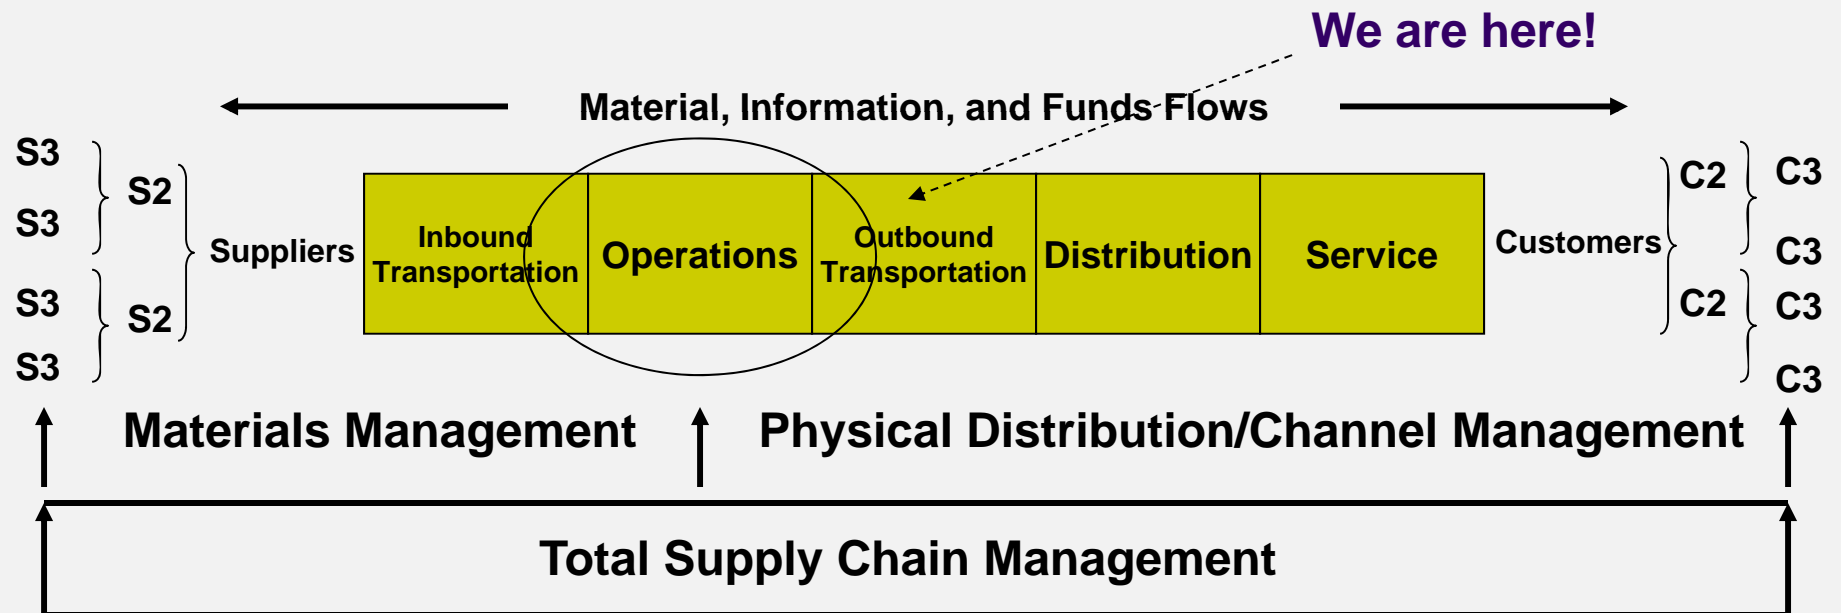 We are here!
Material, Information, and Funds Flows
S3
S3
S3
S3
S2
S2
Suppliers
Inbound
Transportation
Operations
Outbound
Transportation
Distribution
Service
Customers
C2
C2
C3
C3
C3
C3
Materials Management
Physical Distribution/Channel Management
Total Supply Chain Management